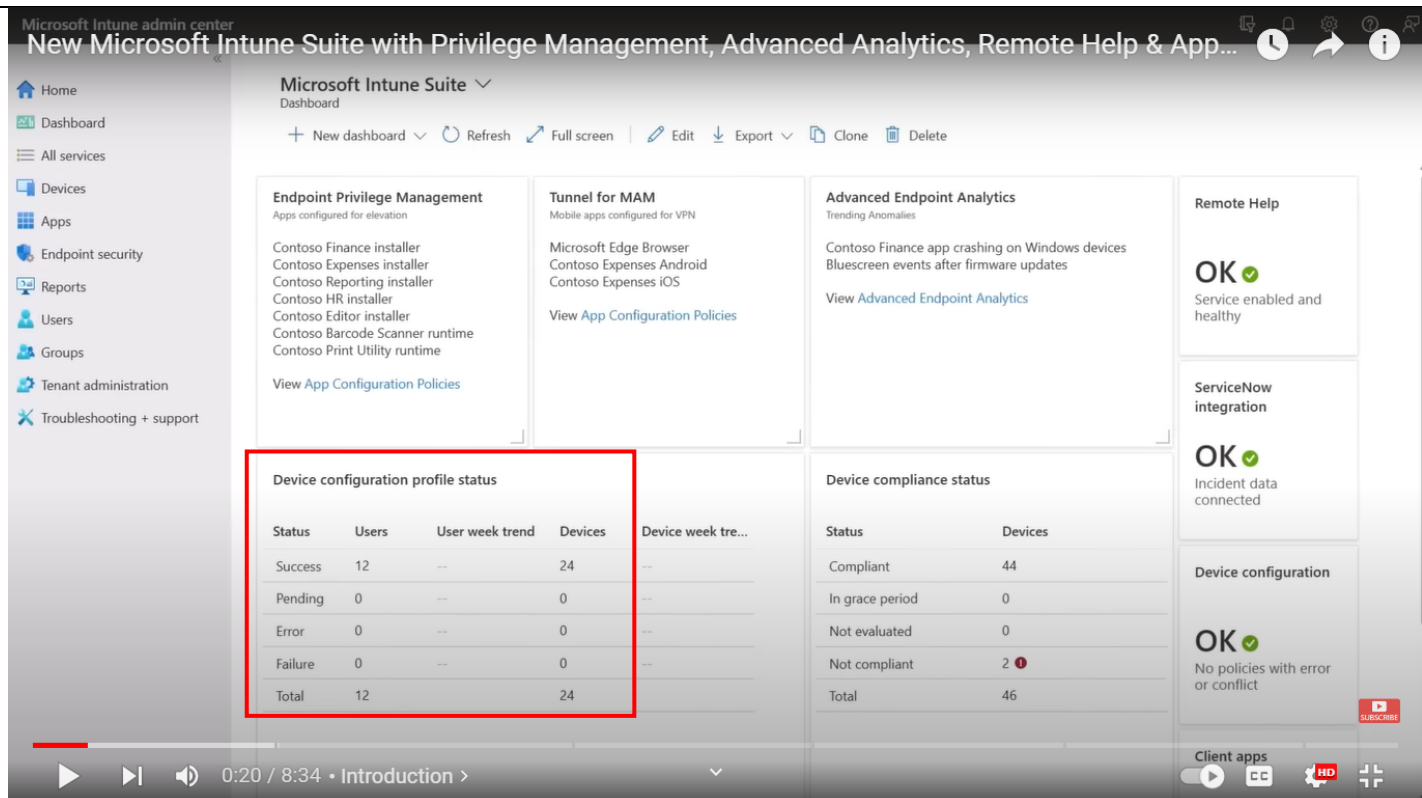 Microsoft Intune admin center
New Microsoft Intune Suite with Privilege Management, Advanced Analytics, Remote Help & App...
«
Home
Dashboard
All services
Devices
Apps
Endpoint security
Reports
Users
Groups
Tenant administration
Troubleshooting + support
Microsoft Intune Suite
Dashboard
+ New dashboard Refresh Full screen | Edit Export Clone Delete
Endpoint Privilege Management
Apps configured for elevation
Contoso Finance installer
Contoso Expenses installer
Contoso Reporting installer
Contoso HR installer
Contoso Editor installer
Contoso Barcode Scanner runtime
Contoso Print Utility runtime
View App Configuration Policies
Tunnel for MAM
Mobile apps configured for VPN
Microsoft Edge Browser
Contoso Expenses Android
Contoso Expenses iOS
View App Configuration Policies
Advanced Endpoint Analytics
Trending Anomalies
Contoso Finance app crashing on Windows devices
Bluescreen events after firmware updates
View Advanced Endpoint Analytics
Remote Help
OK
Service enabled and
healthy
ServiceNow
integration
OK
Incident data
connected
Device configuration profile status
Status Users User week trend Devices Device week tre...
Success 12 -- 24 --
Pending 0 -- 0 --
Error 0 -- 0 --
Failure 0 -- 0 --
Total 12 24
Device compliance status
Status Devices
Compliant 44
In grace period 0
Not evaluated 0
Not compliant 2
Total 46
Device configuration
OK
No policies with error
or conflict
SUBSCRIBE
Client apps
0:20 / 8:34 • Introduction >
CC
HD